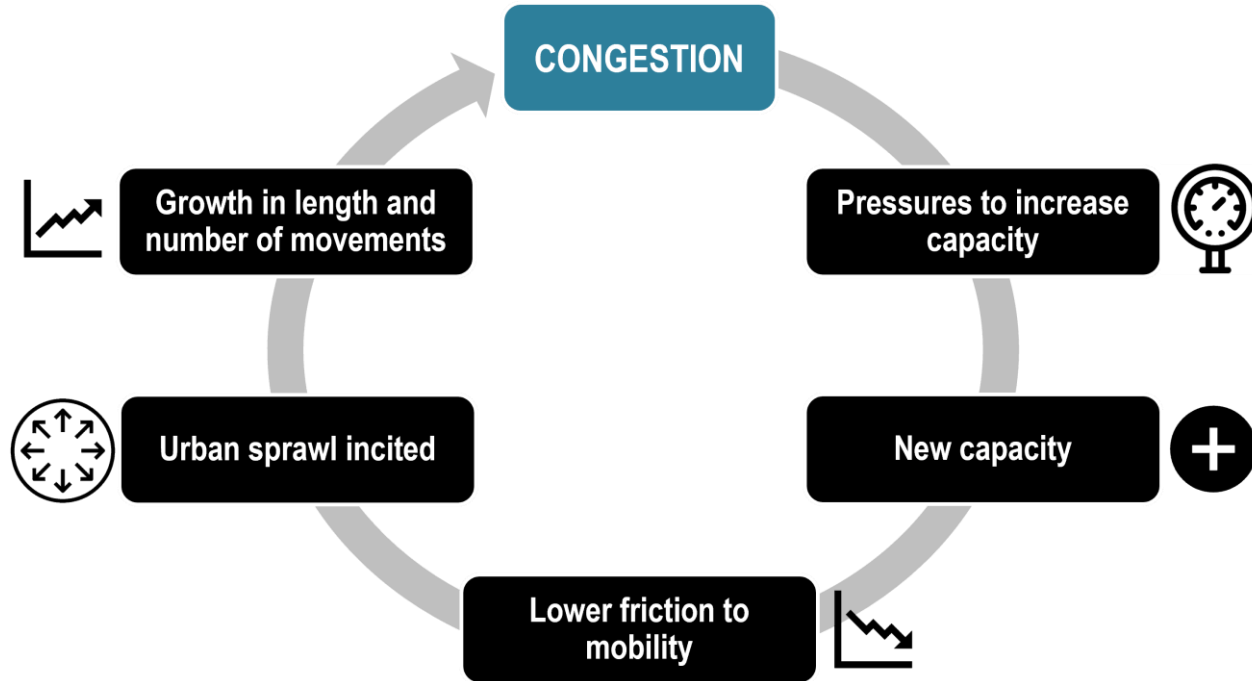 CONGESTION
Pressures to increase
capacity
New capacity
Lower friction to
mobility
Urban sprawl incited
Growth in length and
number of movements